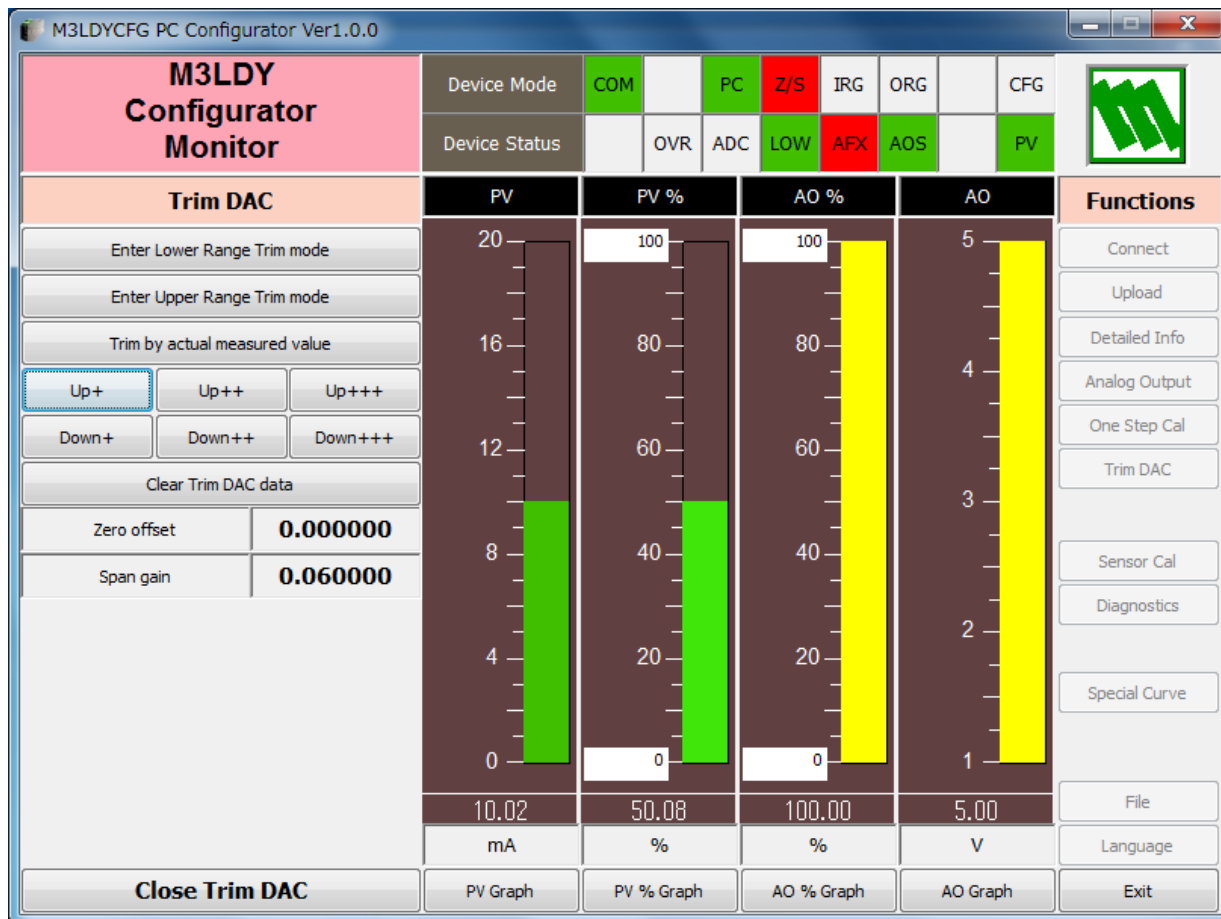 M3LDYCFG PC Configurator Ver1.0.0
M3LDY
Configurator
Monitor
Device Mode COM PC Z/S IRG ORG CFG
Device Status OVR ADC LOW AFX AOS PV
Trim DAC
Enter Lower Range Trim mode
Enter Upper Range Trim mode
Trim by actual measured value
Up+ Up++ Up+++
Down+ Down++ Down+++
Clear Trim DAC data
Zero offset 0.000000
Span gain 0.060000
Close Trim DAC
PV
20
16
12
8
4
0
10.02
mA
PV Graph
PV %
100
80
60
40
20
0
50.08
%
PV % Graph
AO %
100
80
60
40
20
0
100.00
%
AO % Graph
AO
5
4
3
2
1
5.00
V
AO Graph
Functions
Connect
Upload
Detailed Info
Analog Output
One Step Cal
Trim DAC
Sensor Cal
Diagnostics
Special Curve
File
Language
Exit